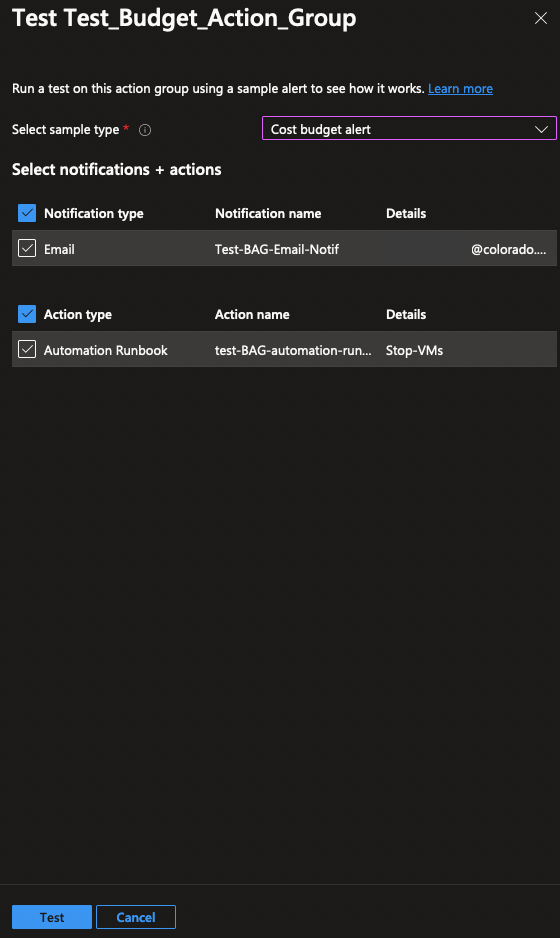 Test Test_Budget_Action_Group
Run a test on this action group using a sample alert to see how it works. Learn more
Select sample type * Cost budget alert
Select notifications + actions
Notification type Notification name Details
Email Test-BAG-Email-Notif @colorado....
Action type Action name Details
Automation Runbook test-BAG-automation-run... Stop-VMs
Test Cancel